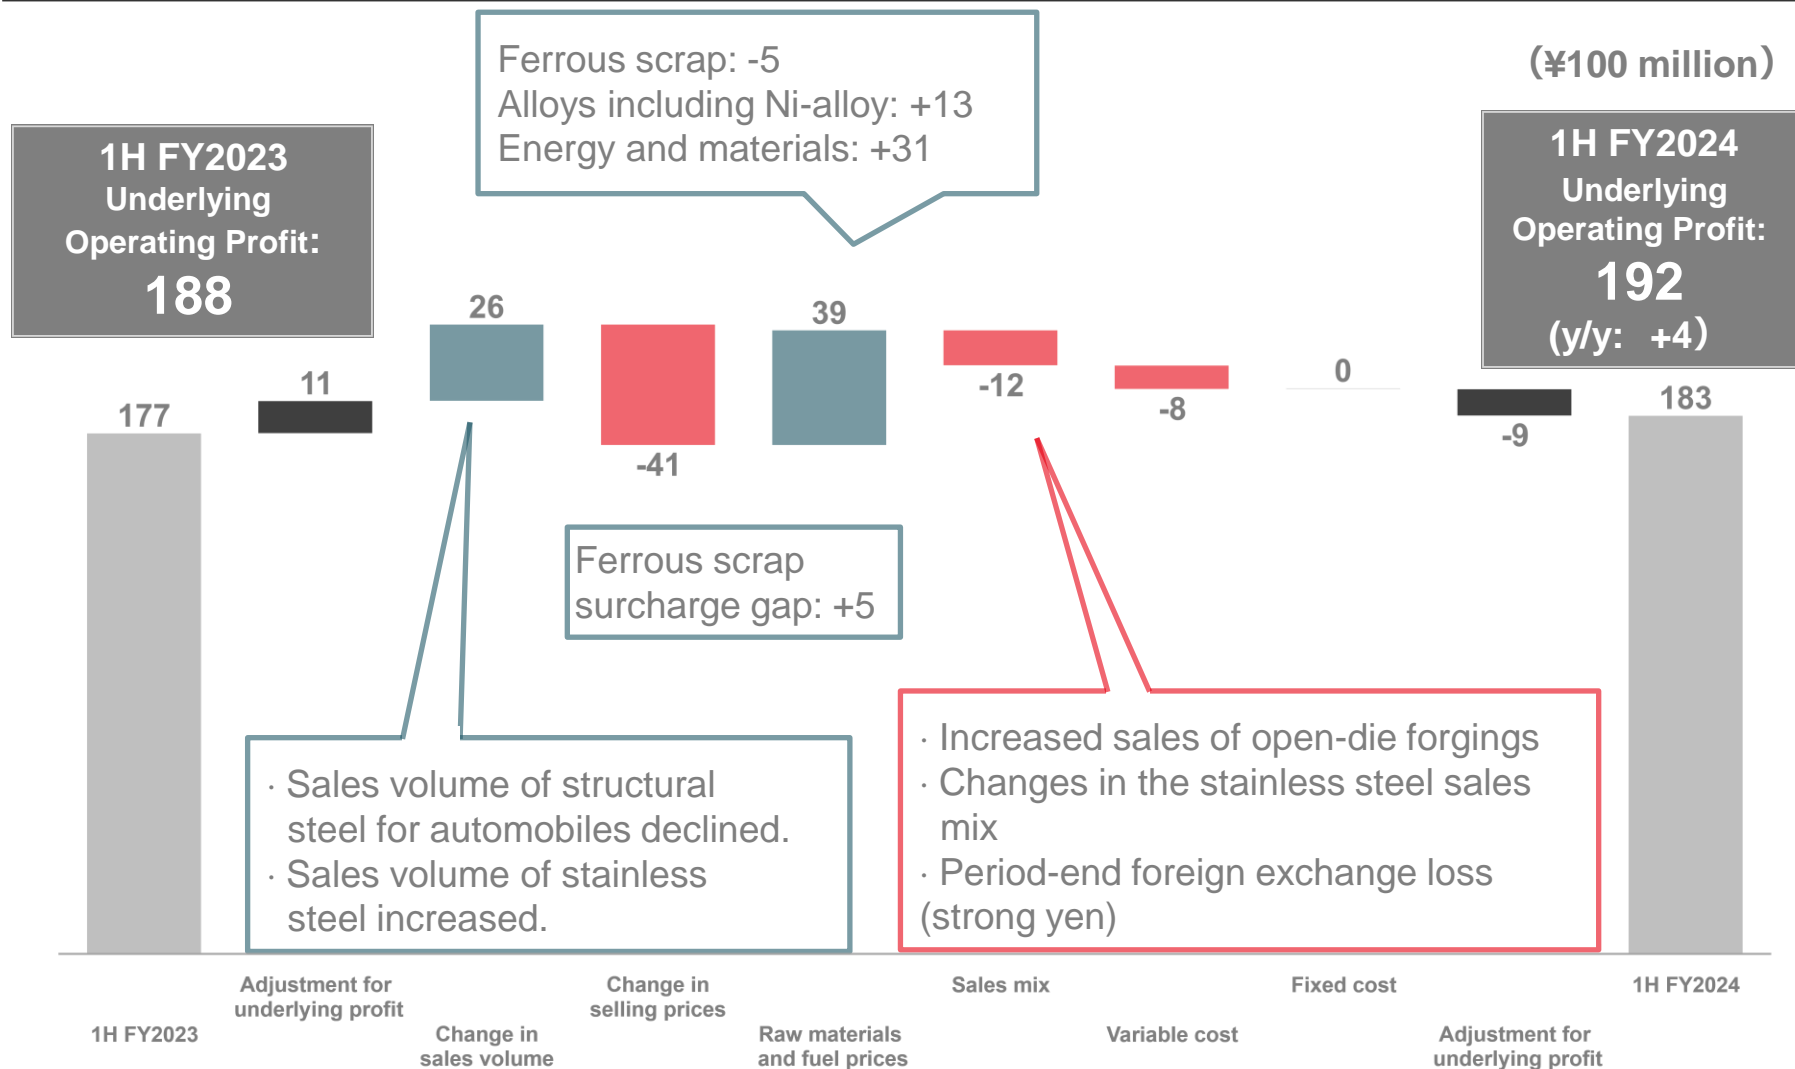 Ferrous scrap: -5
Alloys including Ni-alloy: +13
Energy and materials: +31
(¥100 million)
1H FY2023
Underlying
Operating Profit:
188
1H FY2024
Underlying
Operating Profit:
192
(y/y: +4)
177
11
26
-41
39
-12
-8
0
-9
183
Ferrous scrap
surcharge gap: +5
· Sales volume of structural
steel for automobiles declined.
· Sales volume of stainless
steel increased.
· Increased sales of open-die forgings
· Changes in the stainless steel sales
mix
· Period-end foreign exchange loss
(strong yen)
1H FY2023
Adjustment for
underlying profit
Change in
sales volume
Change in
selling prices
Raw materials
and fuel prices
Sales mix
Variable cost
Fixed cost
Adjustment for
underlying profit
1H FY2024